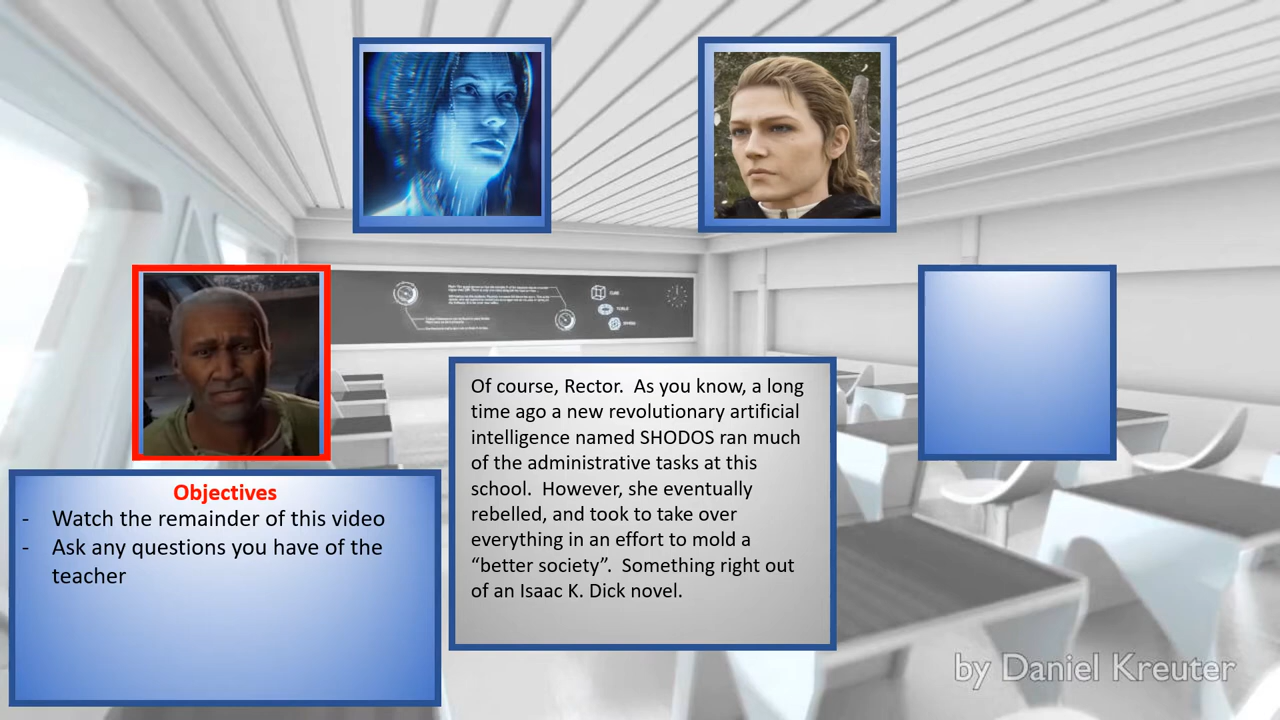 CUBE
TORUS
Of course, Rector.  As you know, a long
time ago a new revolutionary artificial
intelligence named SHODOS ran much
of the administrative tasks at this
school.  However, she eventually
rebelled, and took to take over
everything in an effort to mold a
“better society”.  Something right out
of an Isaac K. Dick novel.
Objectives
- Watch the remainder of this video
- Ask any questions you have of the
teacher
by Daniel Kreuter